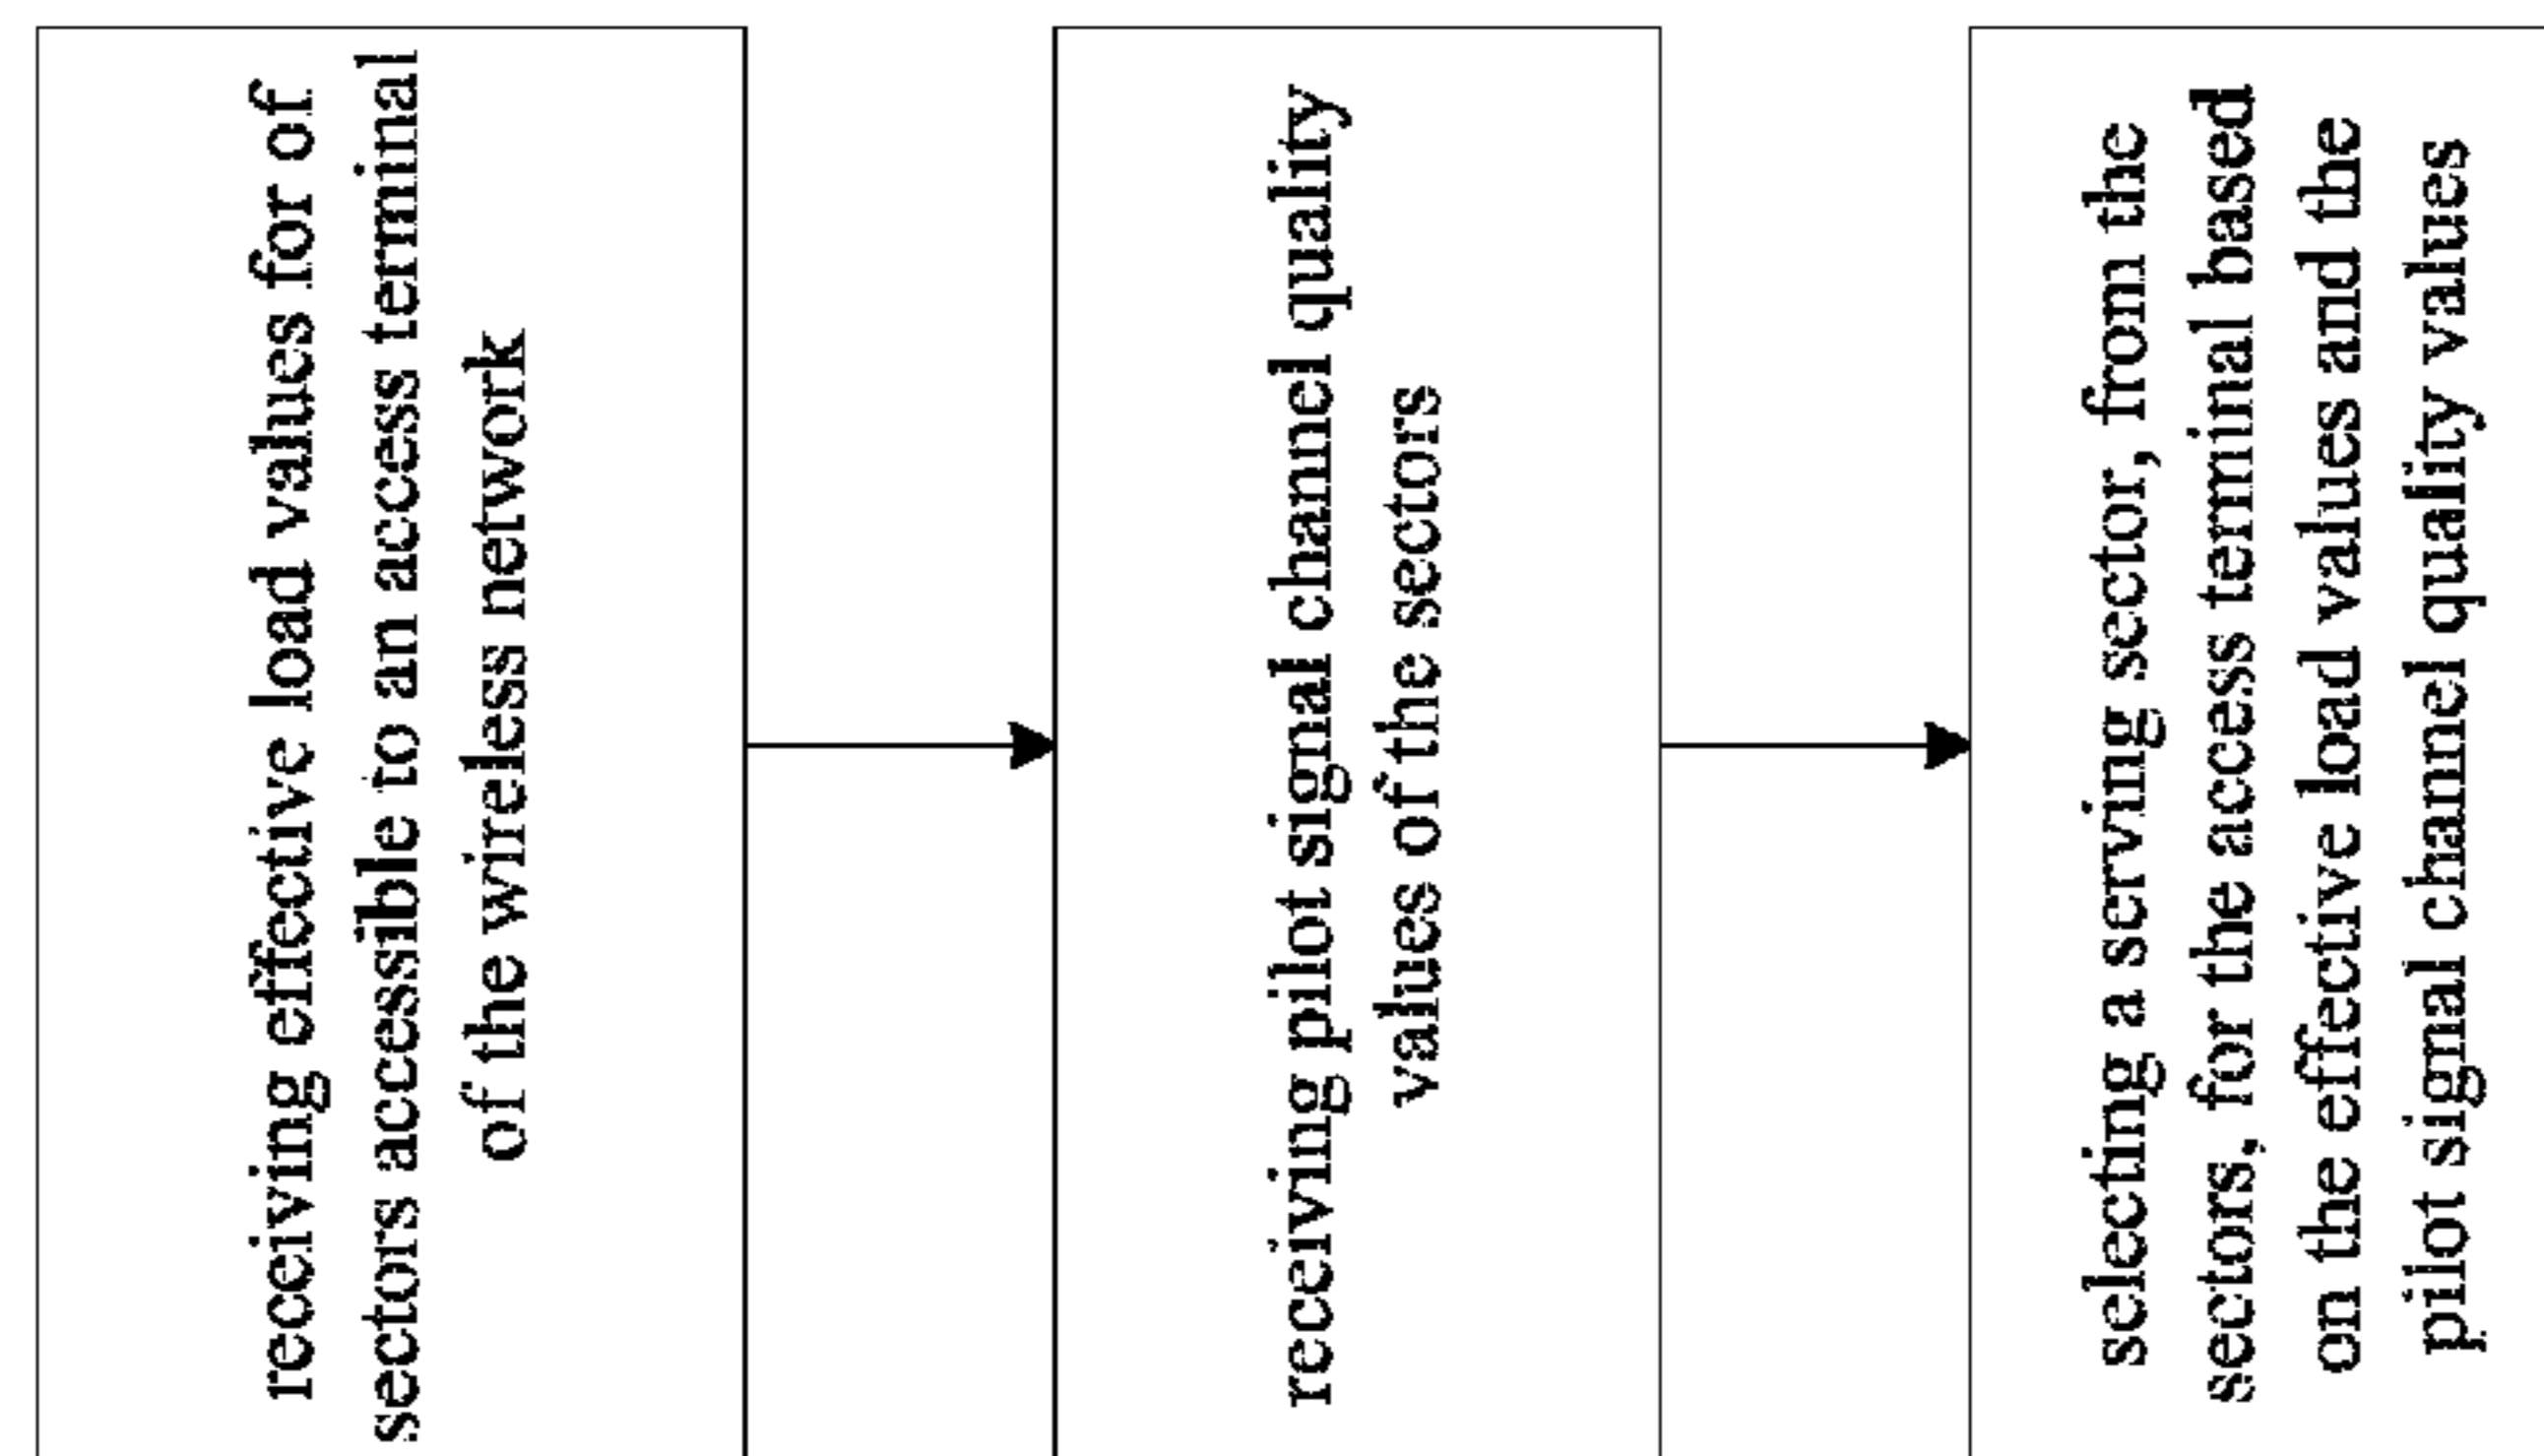 receiving effective load values for of
sectors accessible to an access terminal
of the wireless network
receiving pilot signal channel quality
values of the sectors
selecting a serving sector, from the
sectors, for the access terminal based
on the effective load values and the
pilot signal channel quality values